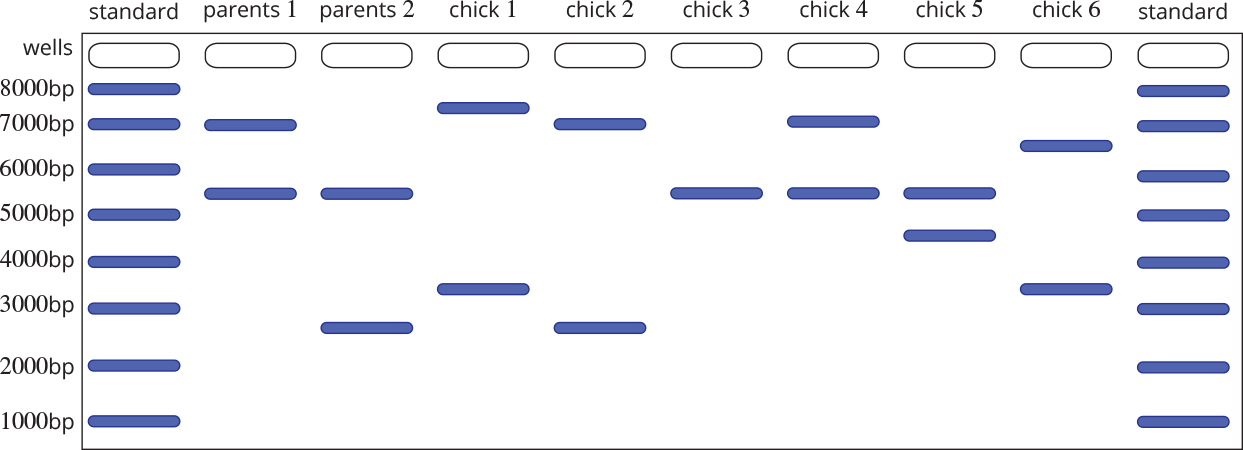 standard parents 1 parents 2 chick 1 chick 2 chick 3 chick 4 chick 5 chick 6 standard
wells
8000bp
7000bp
6000bp
5000bp
4000bp
3000bp
2000bp
1000bp